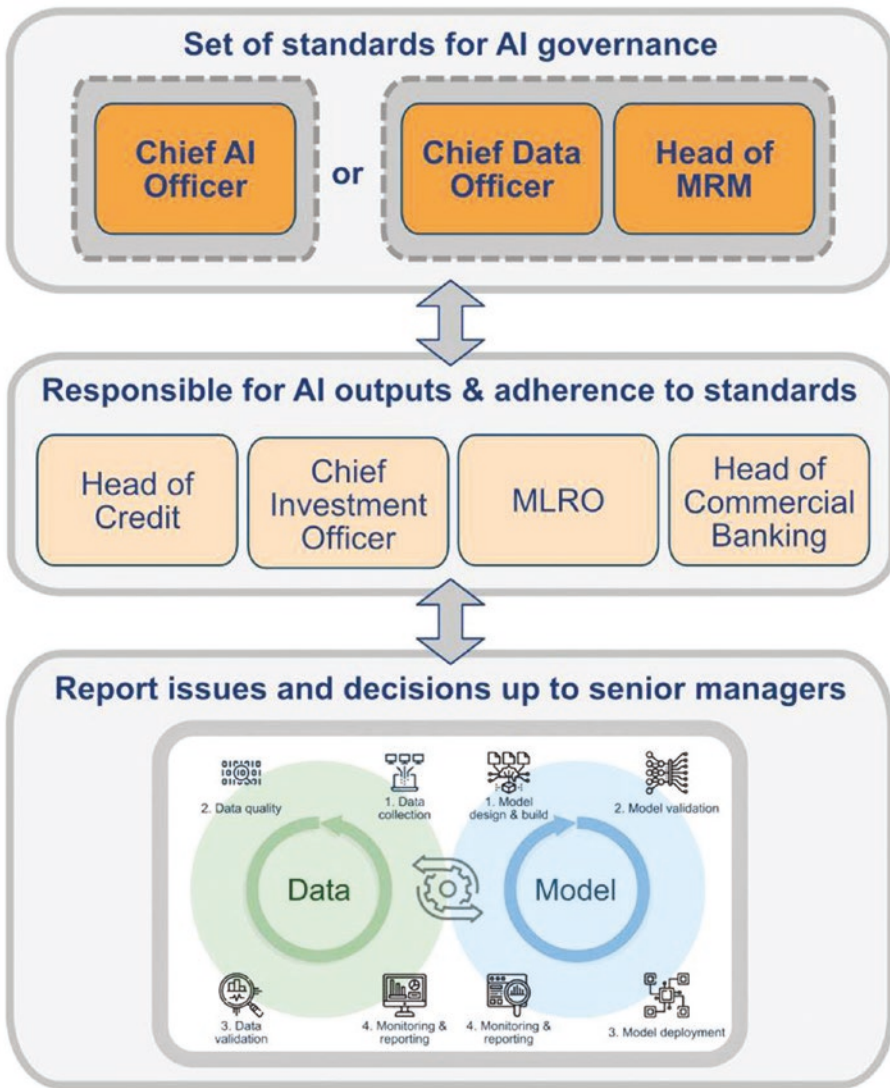 Set of standards for AI governance
Chief AI
Officer
or
Chief Data
Officer
Head of
MRM
Responsible for AI outputs & adherence to standards
Head of
Credit
Chief
Investment
Officer
MLRO
Head of
Commercial
Banking
Report issues and decisions up to senior managers
2. Data quality
1. Data
collection
1. Model
design & build
2. Model validation
Data
Model
3. Data
validation
4. Monitoring &
reporting
4. Monitoring &
reporting
3. Model deployment